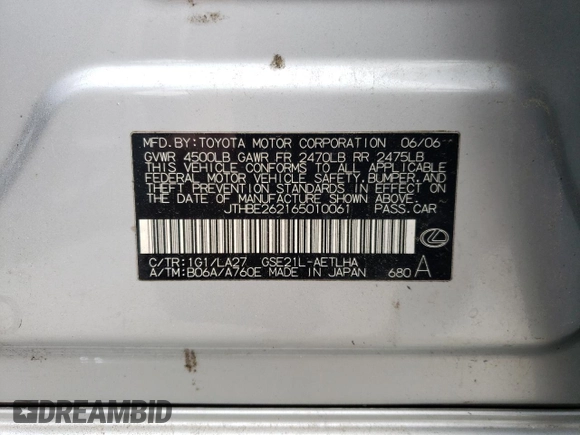 MFD. BY: TOYOTA MOTOR CORPORATION 06/06
GVWR 4500LB GAWR FR 2470LB RR 2475LB
THIS VEHICLE CONFORMS TO ALL APPLICABLE
FEDERAL MOTOR VEHICLE SAFETY, BUMPER, AND
THEFT PREVENTION STANDARDS IN EFFECT ON
THE DATE OF MANUFACTURE SHOWN ABOVE.
JTHBE262165010061 PASS. CAR
C/TR: 1G1/LA27 GSE21L-AETLHA
A/TM: B06A/A760E MADE IN JAPAN 680 A
DREAMBID